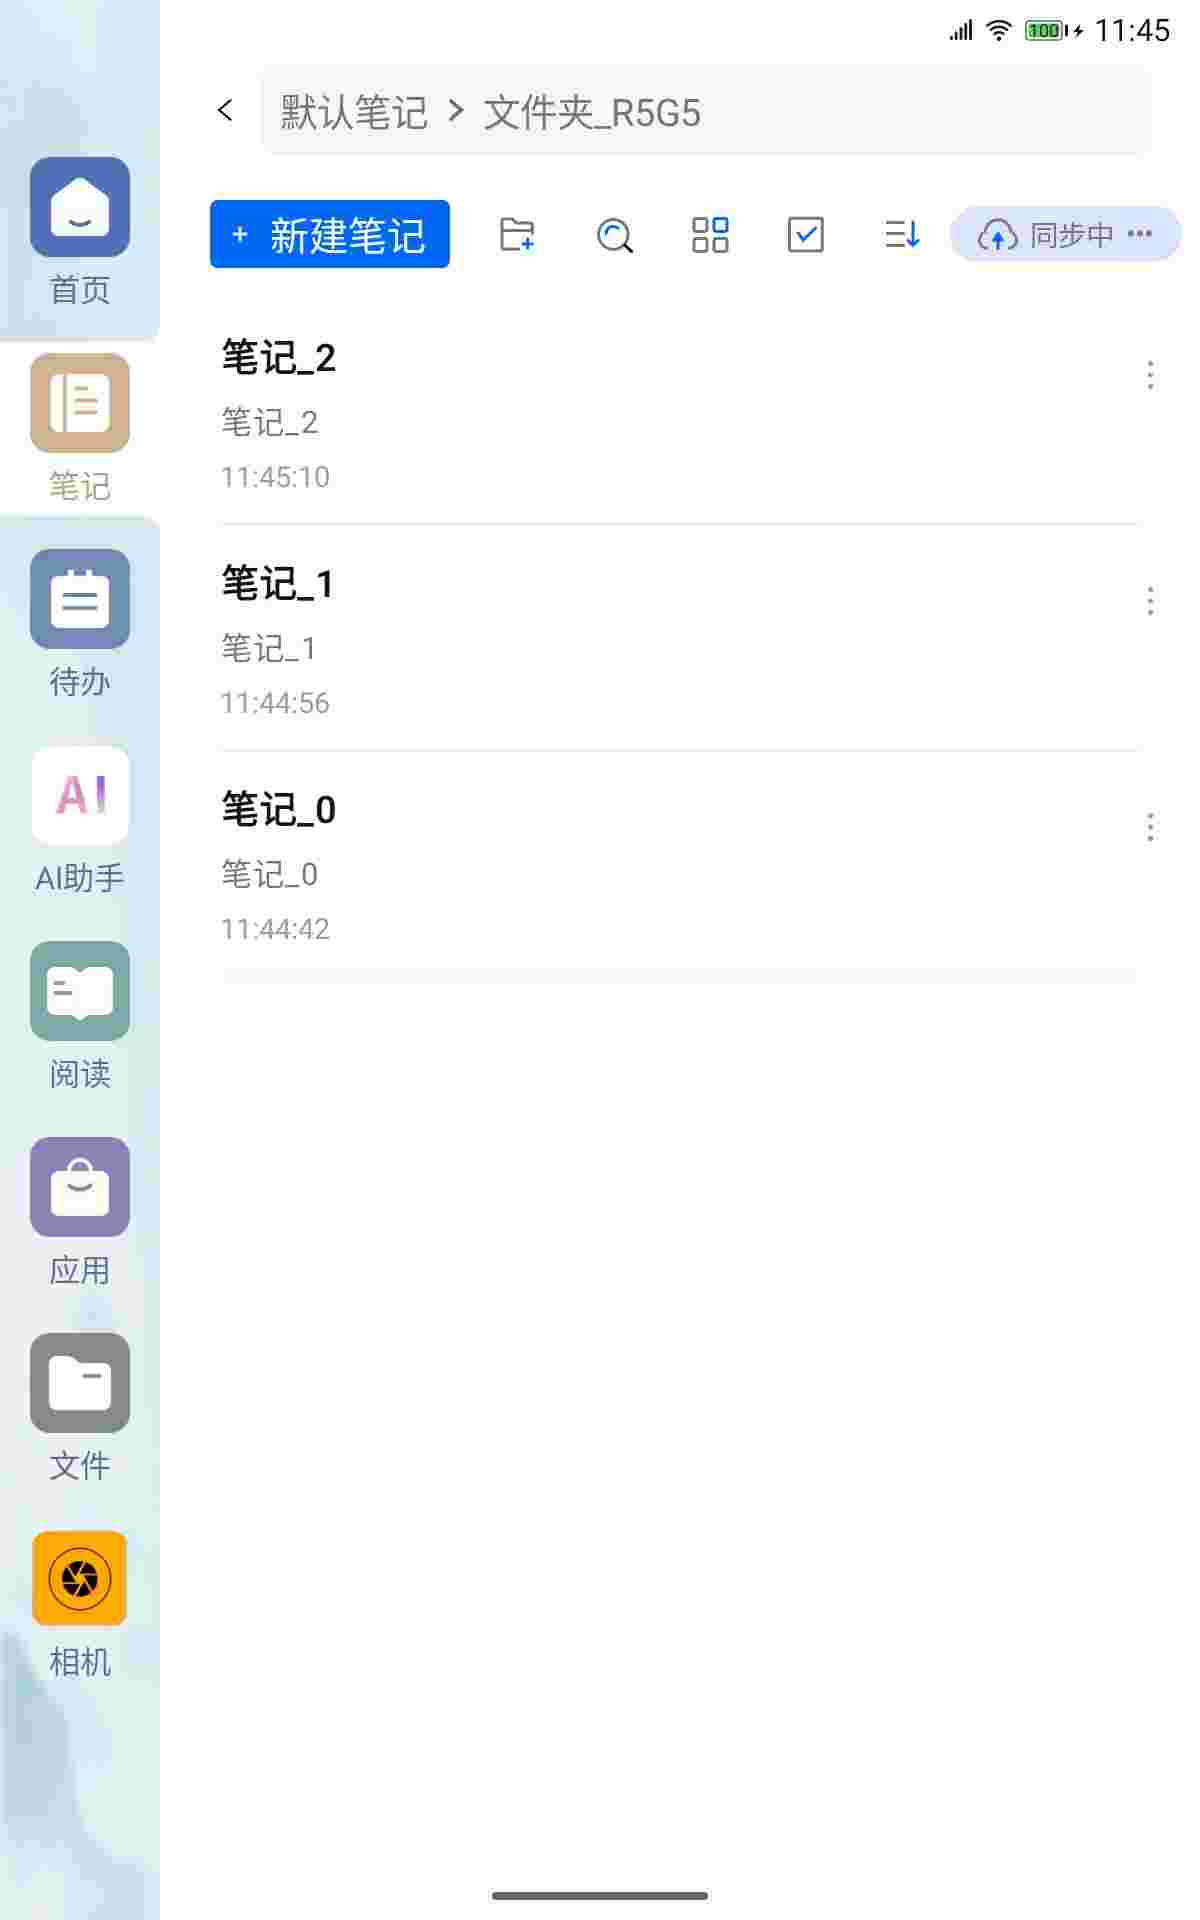 100 11:45
默认笔记 > 文件夹_R5G5
+ 新建笔记
同步中 •••
首页
笔记
待办
AI
AI助手
阅读
应用
文件
相机
笔记_2
笔记_2
11:45:10
笔记_1
笔记_1
11:44:56
笔记_0
笔记_0
11:44:42